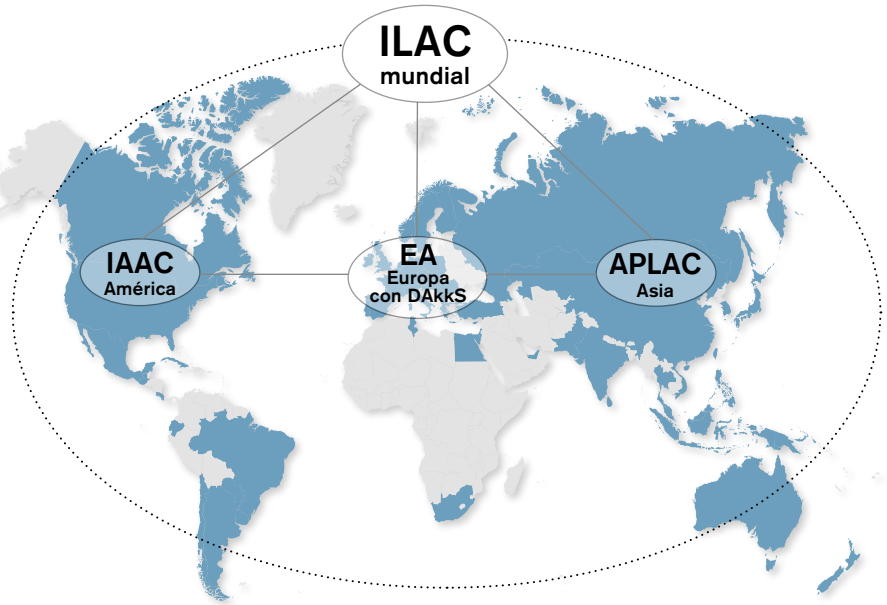 ILAC
mundial
IAAC
América
EA
Europa
con DAkkS
APLAC
Asia